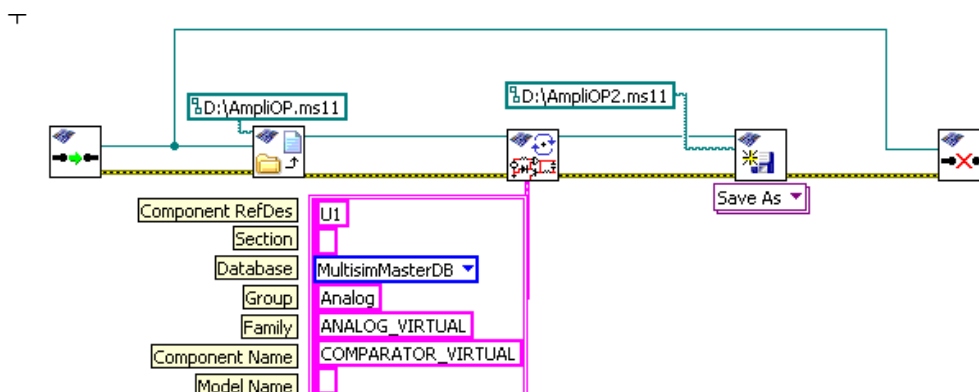 D:\AmpliOP.ms11
D:\AmpliOP2.ms11
Save As
Component RefDes
U1
Section
Database
MultisimMasterDB
Group
Analog
Family
ANALOG_VIRTUAL
Component Name
COMPARATOR_VIRTUAL
Model Name